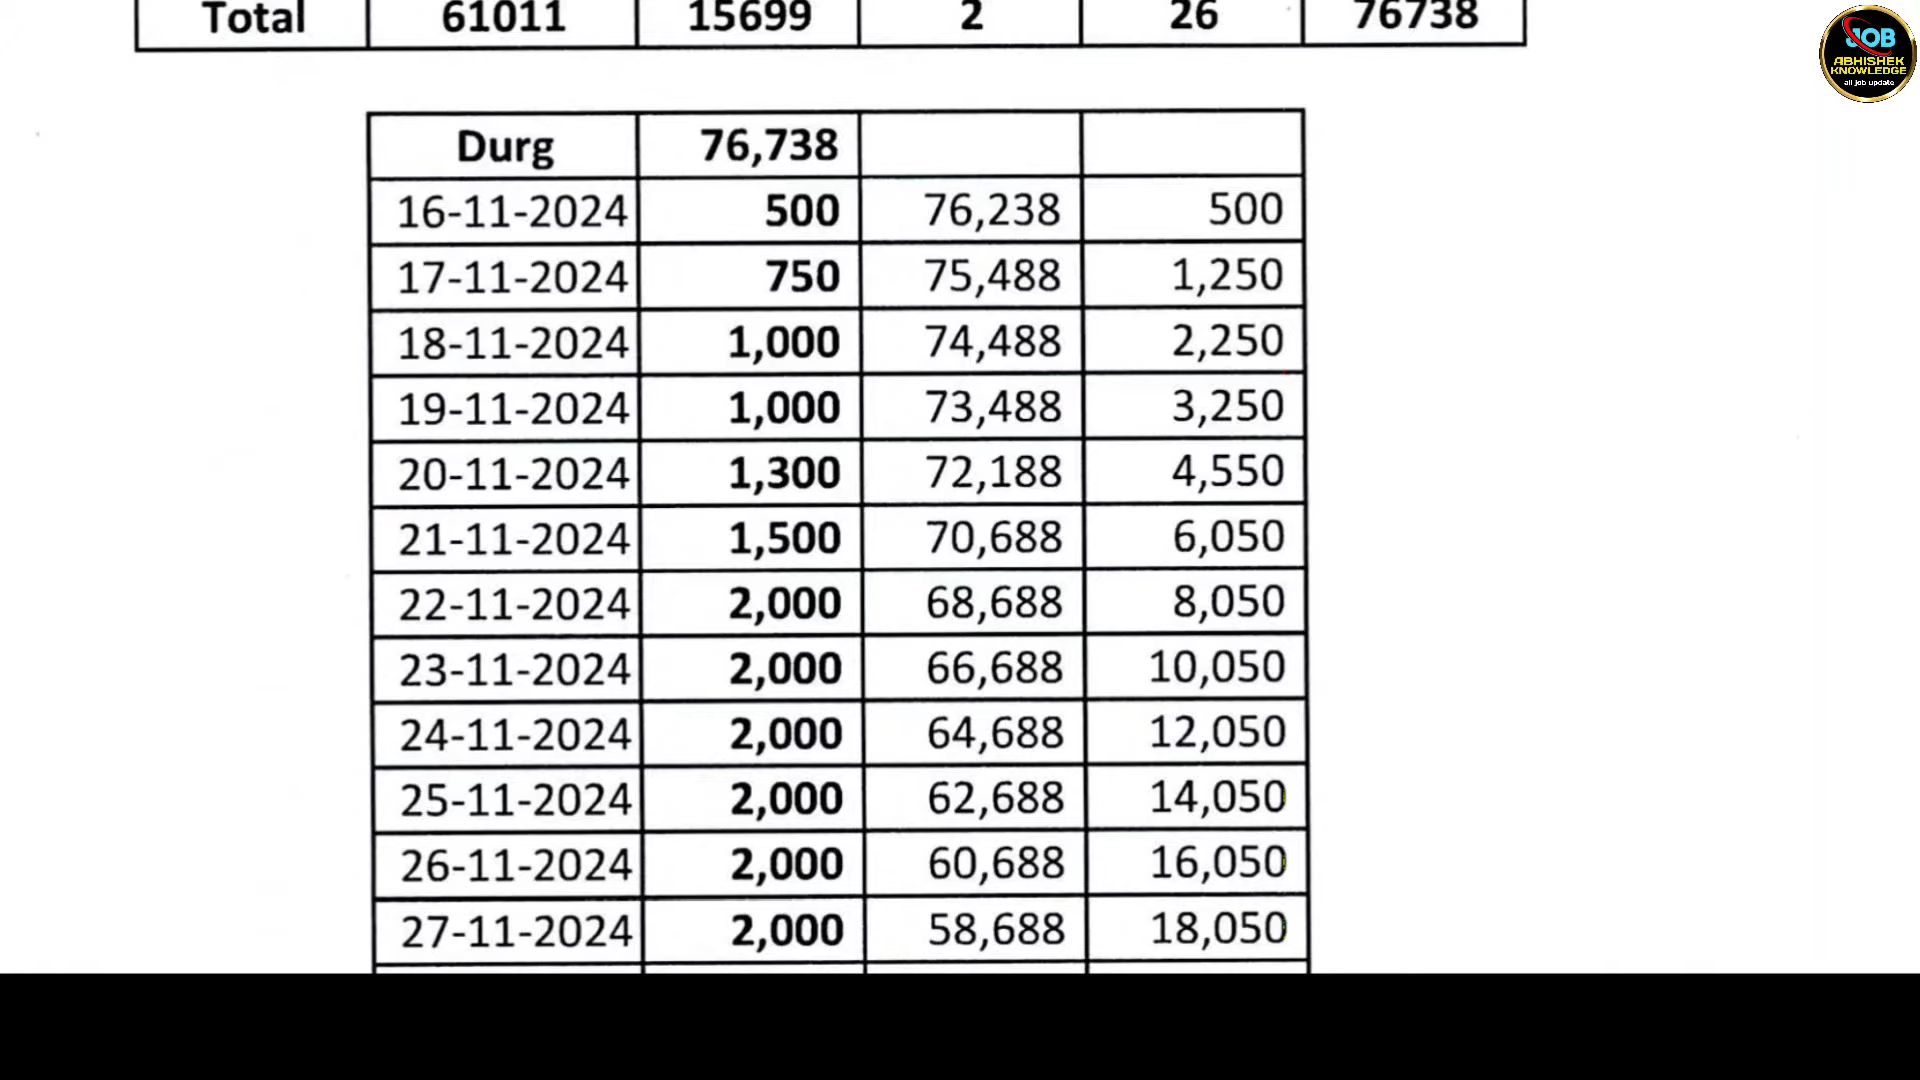 Total 61011 15699 2 26 76738
JOB
ABHISHEK
KNOWLEDGE
all job update
Durg 76,738
16-11-2024 500 76,238 500
17-11-2024 750 75,488 1,250
18-11-2024 1,000 74,488 2,250
19-11-2024 1,000 73,488 3,250
20-11-2024 1,300 72,188 4,550
21-11-2024 1,500 70,688 6,050
22-11-2024 2,000 68,688 8,050
23-11-2024 2,000 66,688 10,050
24-11-2024 2,000 64,688 12,050
25-11-2024 2,000 62,688 14,050
26-11-2024 2,000 60,688 16,050
27-11-2024 2,000 58,688 18,050